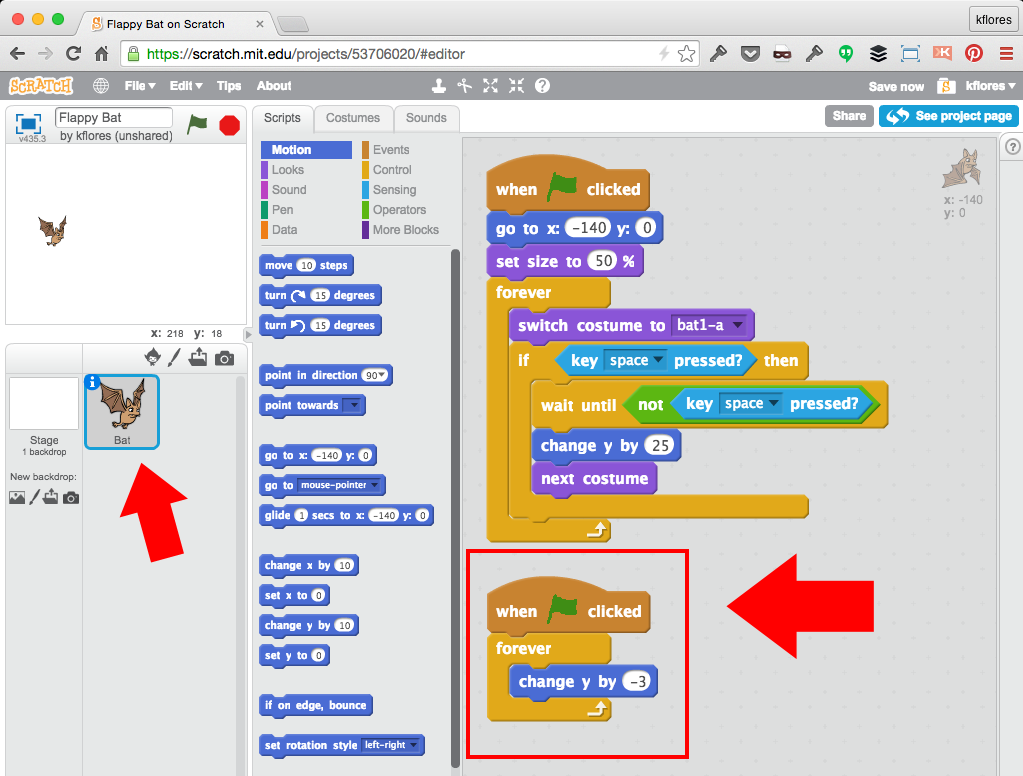 Flappy Bat on Scratch
kflores
https://scratch.mit.edu/projects/53706020/#editor
SCRATCH
File
Edit
Tips
About
Save now
S
kflores
v435.3
Flappy Bat
by kflores (unshared)
Scripts
Costumes
Sounds
Share
See project page
Motion
Looks
Sound
Pen
Data
Events
Control
Sensing
Operators
More Blocks
move 10 steps
turn 15 degrees
turn 15 degrees
point in direction 90
point towards
go to x: -140 y: 0
go to mouse-pointer
glide 1 secs to x: -140 y: 0
change x by 10
set x to 0
change y by 10
set y to 0
if on edge, bounce
set rotation style left-right
x: 218 y: 18
Stage
1 backdrop
New backdrop:
i
Bat
when clicked
go to x: -140 y: 0
set size to 50 %
forever
switch costume to bat1-a
if key space pressed? then
wait until not key space pressed?
change y by 25
next costume
when clicked
forever
change y by -3
x: -140
y: 0
?